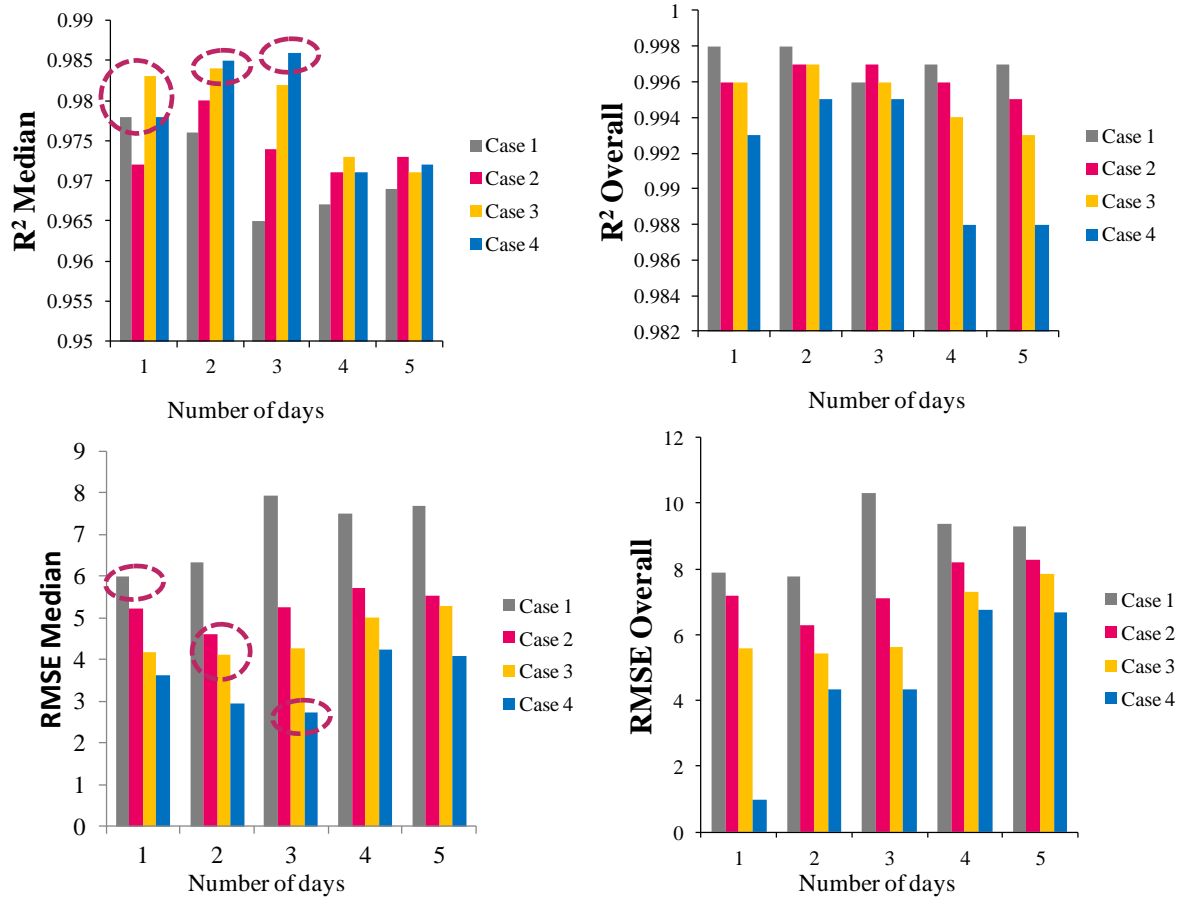 R² Median
0.99
0.985
0.98
0.975
0.97
0.965
0.96
0.955
0.95
1 2 3 4 5
Number of days
Case 1
Case 2
Case 3
Case 4
R² Overall
1
0.998
0.996
0.994
0.992
0.99
0.988
0.986
0.984
0.982
1 2 3 4 5
Number of days
Case 1
Case 2
Case 3
Case 4
RMSE Median
9
8
7
6
5
4
3
2
1
0
1 2 3 4 5
Number of days
Case 1
Case 2
Case 3
Case 4
RMSE Overall
12
10
8
6
4
2
0
1 2 3 4 5
Number of days
Case 1
Case 2
Case 3
Case 4